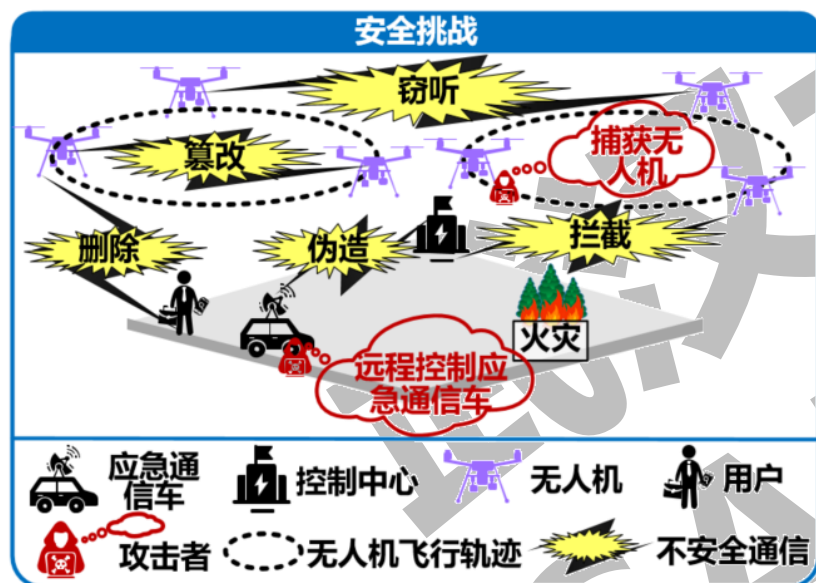 安全挑战
窃听
篡改
捕获无
人机
删除
伪造
拦截
火灾
远程控制应
急通信车
应急通
信车
控制中心
无人机
用户
攻击者
无人机飞行轨迹
不安全通信